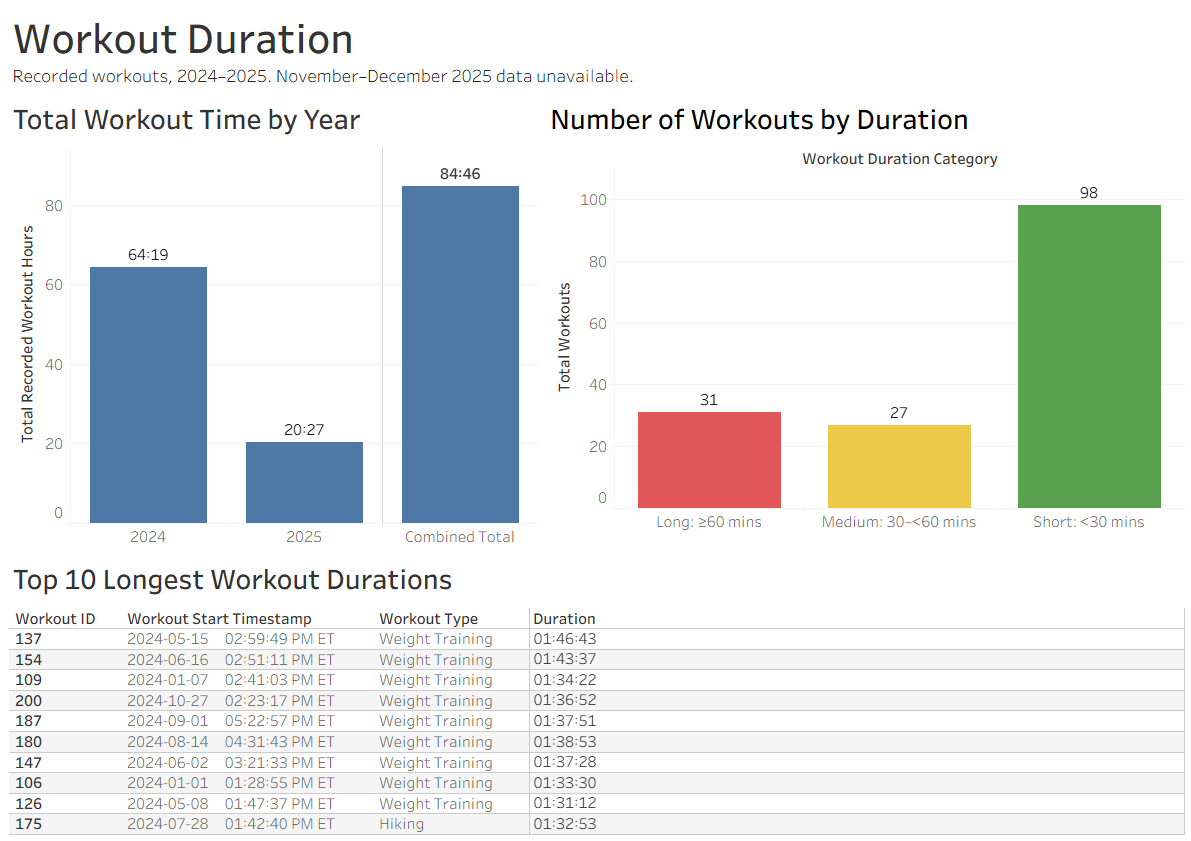 Workout Duration
Recorded workouts, 2024–2025. November–December 2025 data unavailable.
Total Workout Time by Year
Total Recorded Workout Hours
80
60
40
20
0
64:19
20:27
84:46
2024 2025 Combined Total
Number of Workouts by Duration
Workout Duration Category
Total Workouts
100
80
60
40
20
0
31
27
98
Long: ≥60 mins Medium: 30–<60 mins Short: <30 mins
Top 10 Longest Workout Durations
Workout ID Workout Start Timestamp Workout Type Duration
137 2024-05-15 02:59:49 PM ET Weight Training 01:46:43
154 2024-06-16 02:51:11 PM ET Weight Training 01:43:37
109 2024-01-07 02:41:03 PM ET Weight Training 01:34:22
200 2024-10-27 02:23:17 PM ET Weight Training 01:36:52
187 2024-09-01 05:22:57 PM ET Weight Training 01:37:51
180 2024-08-14 04:31:43 PM ET Weight Training 01:38:53
147 2024-06-02 03:21:33 PM ET Weight Training 01:37:28
106 2024-01-01 01:28:55 PM ET Weight Training 01:33:30
126 2024-05-08 01:47:37 PM ET Weight Training 01:31:12
175 2024-07-28 01:42:40 PM ET Hiking 01:32:53